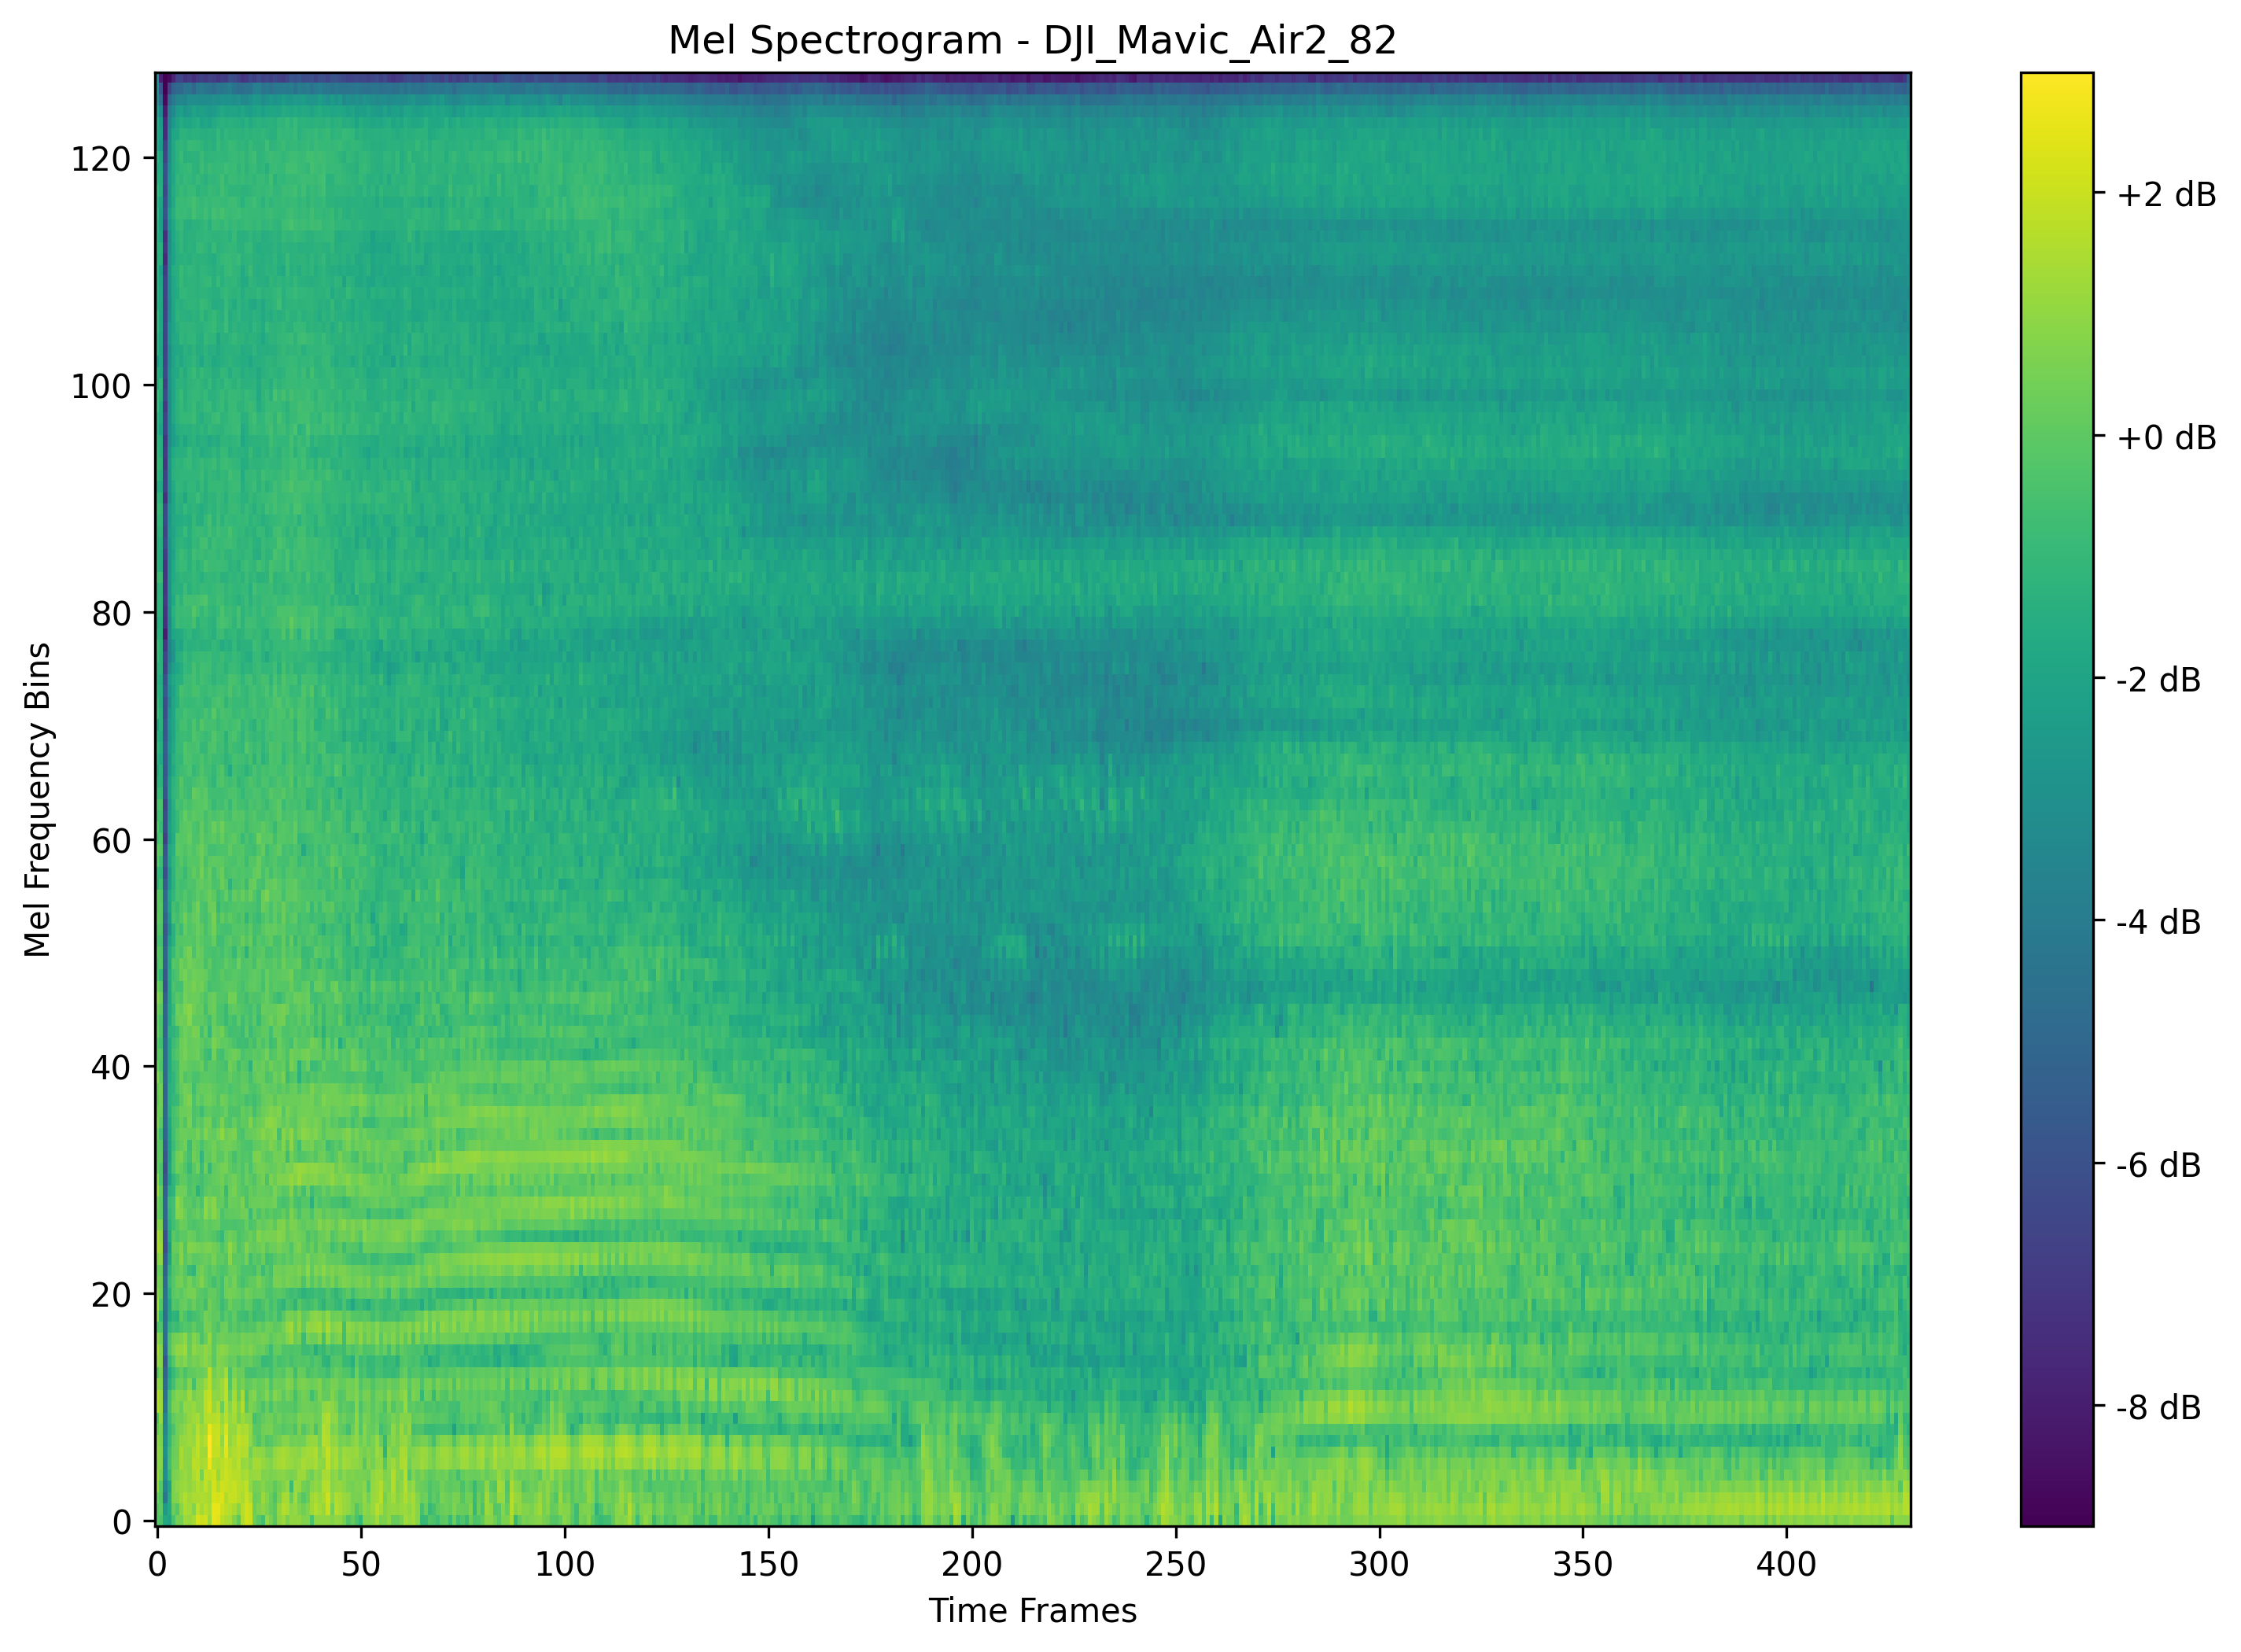 Mel Spectrogram - DJI_Mavic_Air2_82
Mel Frequency Bins
120
100
80
60
40
20
0
0 50 100 150 200 250 300 350 400
Time Frames
+2 dB
+0 dB
-2 dB
-4 dB
-6 dB
-8 dB